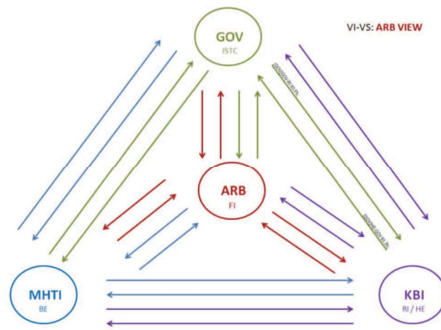 GOV
ISTC
VI-VS: ARB VIEW
ARB
FI
MHTI
BE
KBI
RI / HE